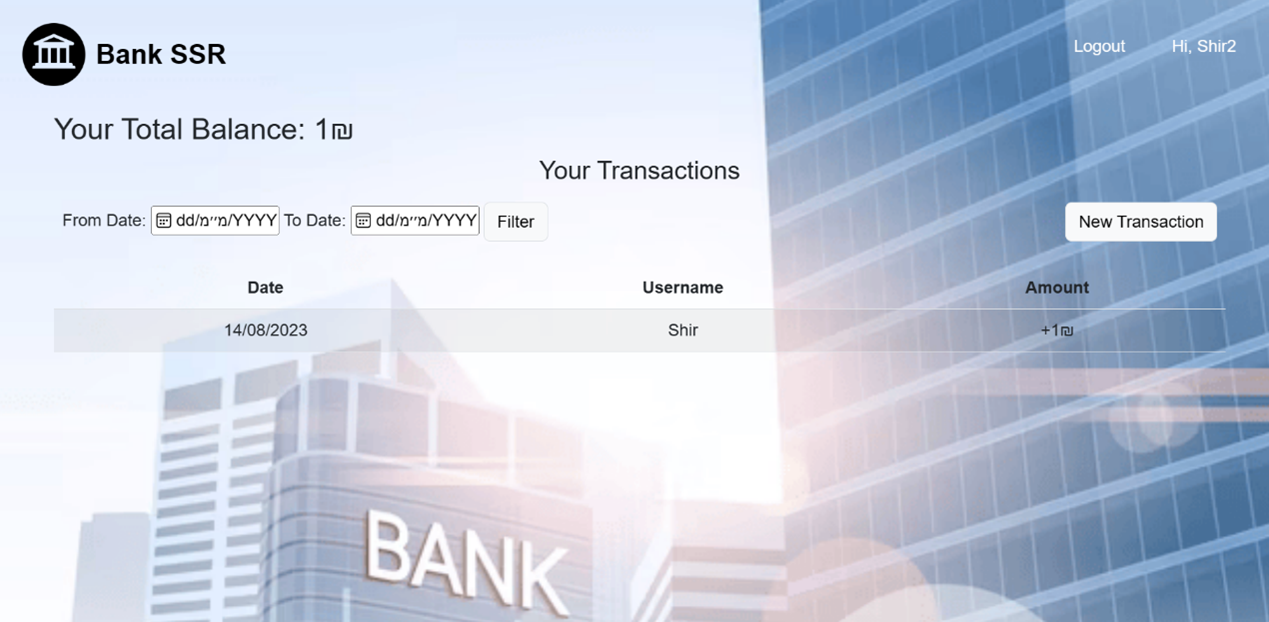 Bank SSR
Logout Hi, Shir2
Your Total Balance: 1₪
Your Transactions
From Date: dd/מ״מ/YYYY To Date: dd/מ״מ/YYYY Filter New Transaction
Date Username Amount
14/08/2023 Shir +1₪
BANK